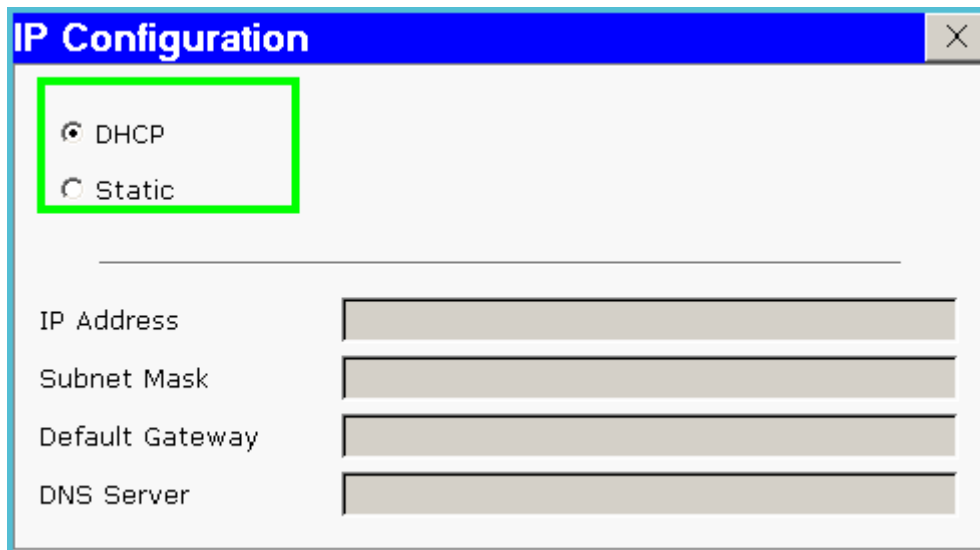 IP Configuration
DHCP
Static
IP Address
Subnet Mask
Default Gateway
DNS Server